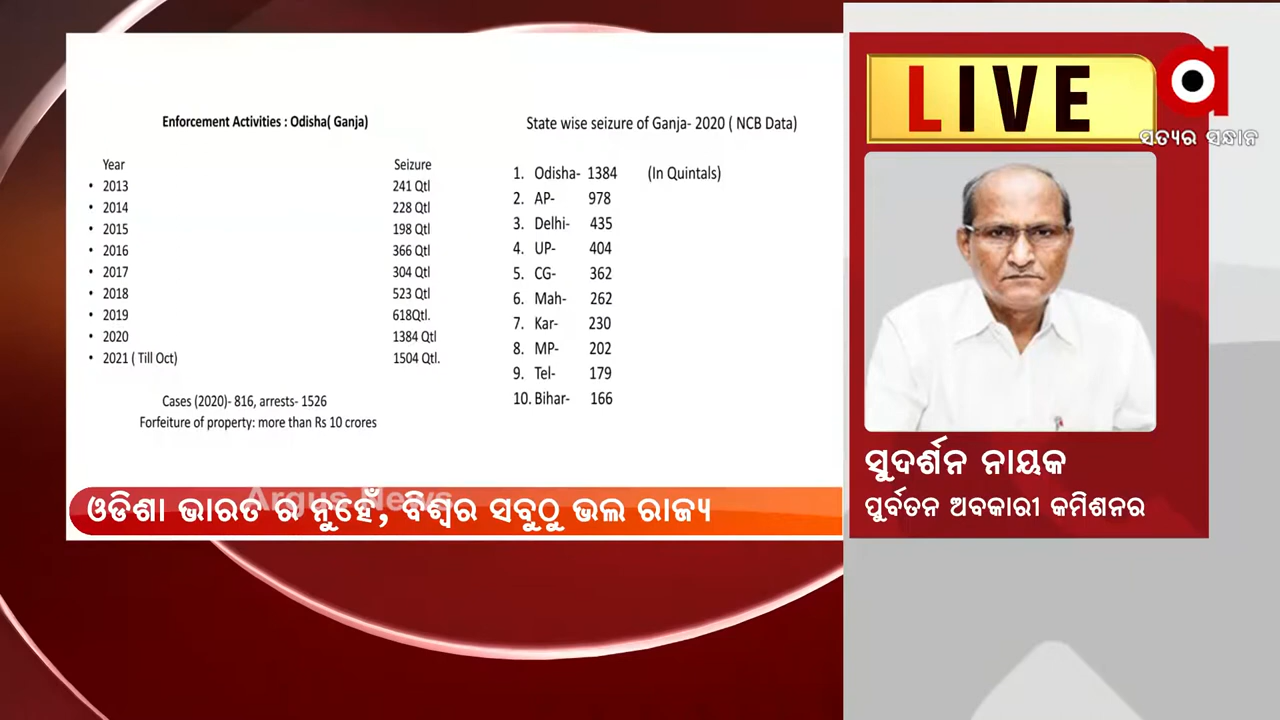 Enforcement Activities : Odisha( Ganja)
Year Seizure
• 2013 241 Qtl
• 2014 228 Qtl
• 2015 198 Qtl
• 2016 366 Qtl
• 2017 304 Qtl
• 2018 523 Qtl
• 2019 618Qtl.
• 2020 1384 Qtl
• 2021 ( Till Oct) 1504 Qtl.
Cases (2020)- 816, arrests- 1526
Forfeiture of property: more than Rs 10 crores
State wise seizure of Ganja- 2020 ( NCB Data)
1. Odisha- 1384 (In Quintals)
2. AP- 978
3. Delhi- 435
4. UP- 404
5. CG- 362
6. Mah- 262
7. Kar- 230
8. MP- 202
9. Tel- 179
10. Bihar- 166
Argus News
ଓଡିଶା ଭାରତ ର ନୁହେଁ, ବିଶ୍ୱର ସବୁଠୁ ଭଲ ରାଜ୍ୟ
LIVE
ସତ୍ୟର ସନ୍ଧାନ
ସୁଦର୍ଶନ ନାୟକ
ପୁର୍ବତନ ଅବକାରୀ କମିଶନର